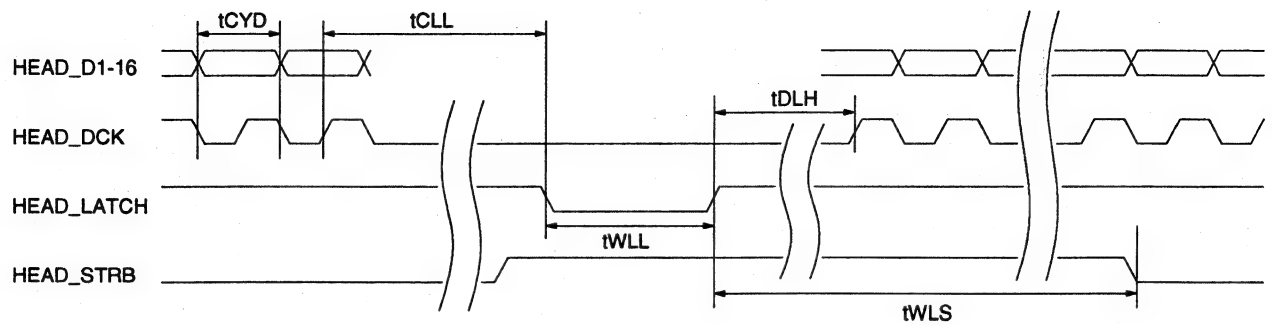 tCYD
tCLL
HEAD_D1-16
tDLH
HEAD_DCK
HEAD_LATCH
tWLL
HEAD_STRB
tWLS